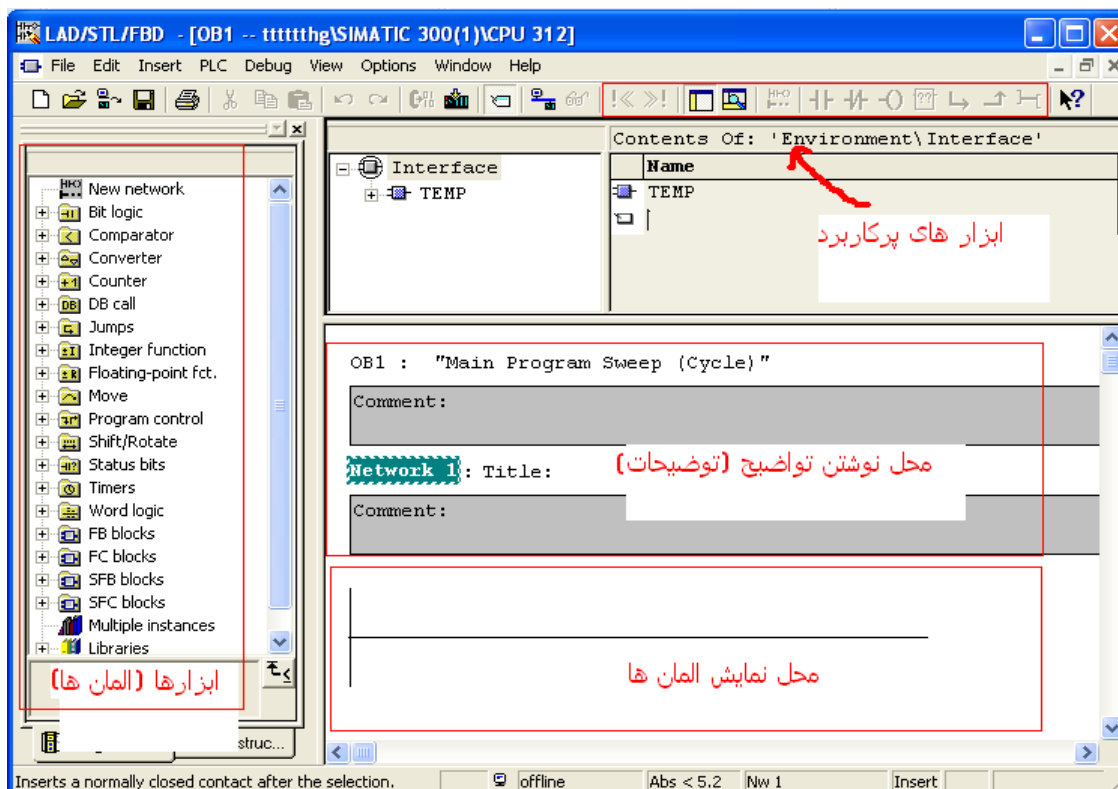 LAD/STL/FBD - [OB1 -- ttttttthg\SIMATIC 300(1)\CPU 312]
File Edit Insert PLC Debug View Options Window Help
New network
Bit logic
Comparator
Converter
Counter
DB call
Jumps
Integer function
Floating-point fct.
Move
Program control
Shift/Rotate
Status bits
Timers
Word logic
FB blocks
FC blocks
SFB blocks
SFC blocks
Multiple instances
Libraries
ابزارها (المان ها)
struc...
Interface
TEMP
Contents Of: 'Environment\Interface'
Name
TEMP
ابزار های پرکاربرد
OB1 : "Main Program Sweep (Cycle)"
Comment:
محل نوشتن تواضیح (توضیحات)
Network 1: Title:
Comment:
محل نمایش المان ها
Inserts a normally closed contact after the selection. offline Abs < 5.2 Nw 1 Insert